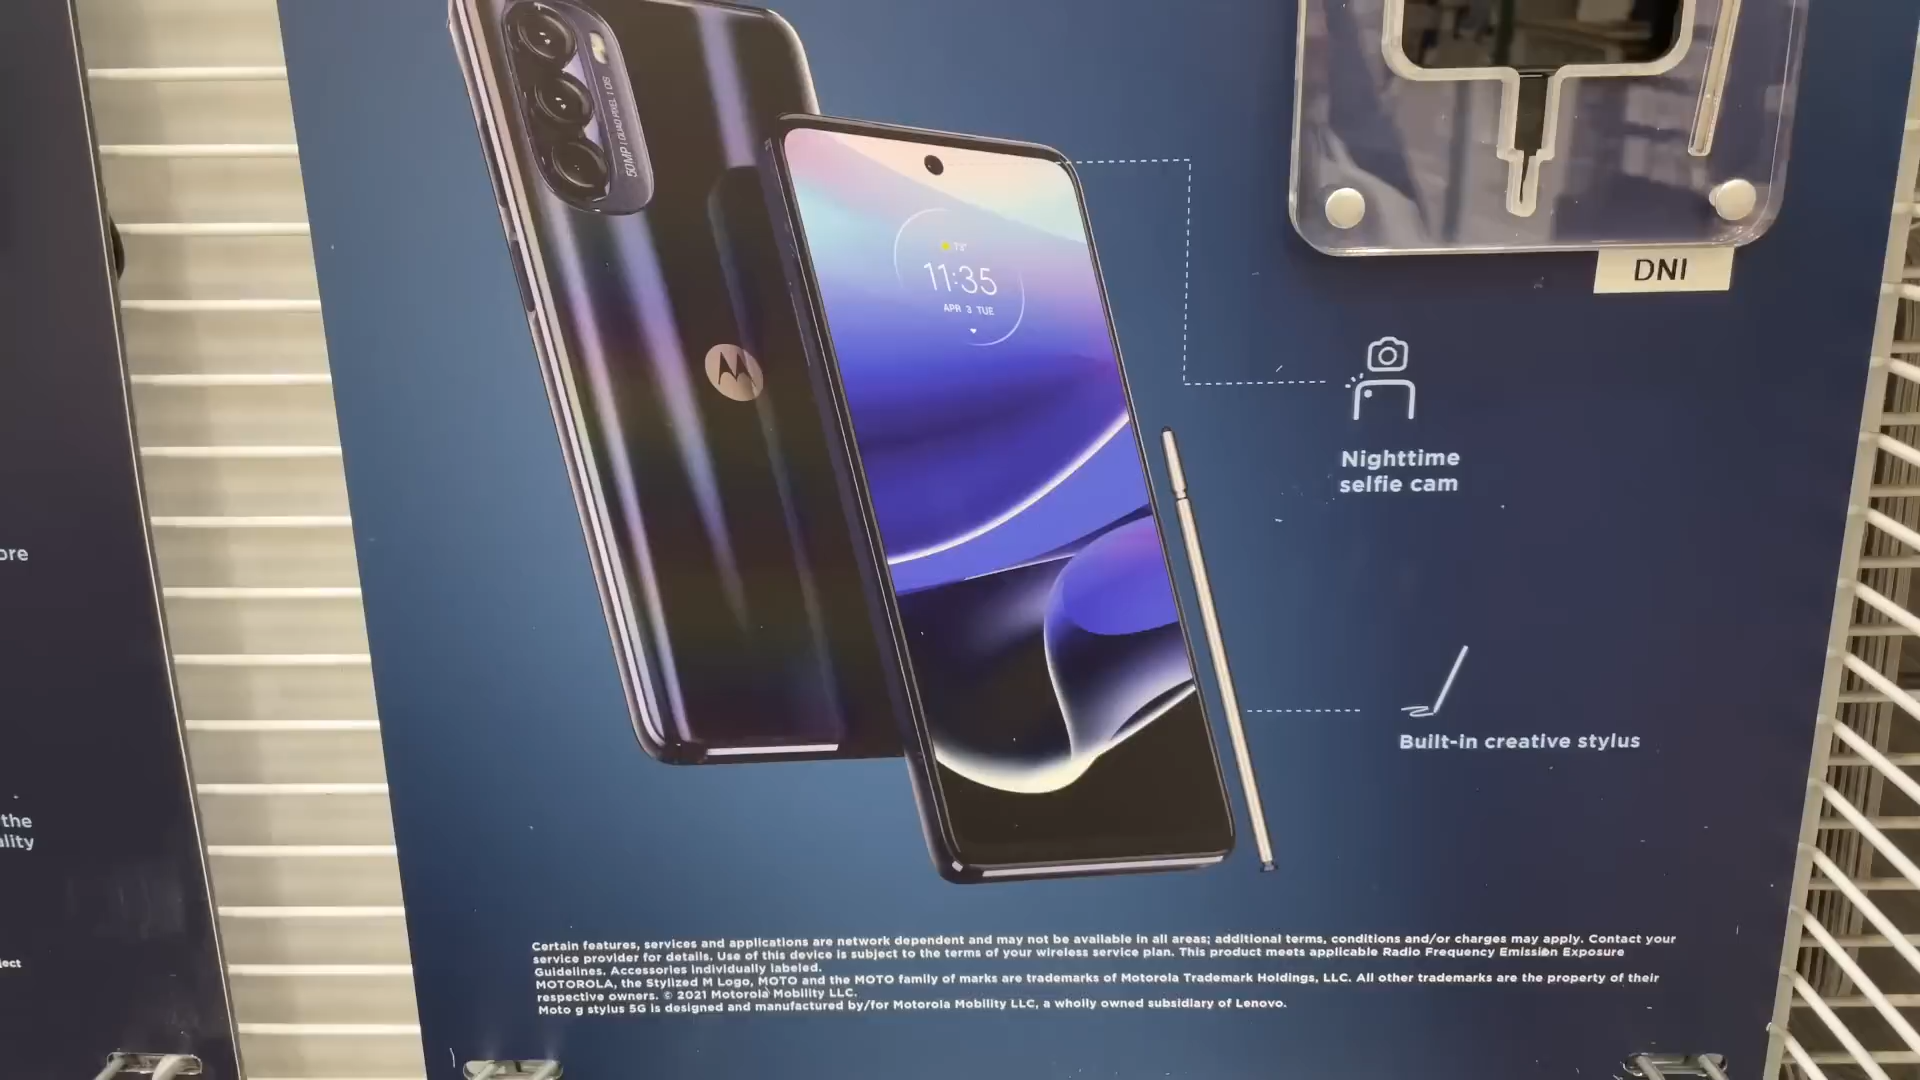 50MP | QUAD PIXEL | OIS
73°
11:35
APR 3 TUE
DNI
Nighttime
selfie cam
Built-in creative stylus
ore
the
ality
ject
Certain features, services and applications are network dependent and may not be available in all areas; additional terms, conditions and/or charges may apply. Contact your
service provider for details. Use of this device is subject to the terms of your wireless service plan. This product meets applicable Radio Frequency Emission Exposure
Guidelines. Accessories individually labeled.
MOTOROLA, the Stylized M Logo, MOTO and the MOTO family of marks are trademarks of Motorola Trademark Holdings, LLC. All other trademarks are the property of their
respective owners. © 2021 Motorola Mobility LLC.
Moto g stylus 5G is designed and manufactured by/for Motorola Mobility LLC, a wholly owned subsidiary of Lenovo.